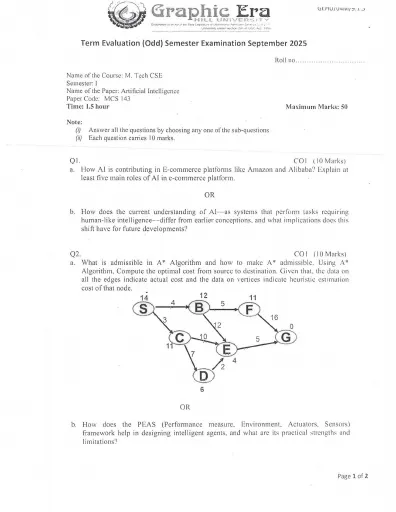 Graphic Era
HILL UNIVERSITY
Term Evaluation (Odd) Semester Examination September 2025
Roll no.
Name of the Course: M. Tech CSE
Semester: I
Name of the Paper: Artificial Intelligence
Paper Code: MCS 143
Time: 1.5 hour Maximum Marks: 50
Note:
(i) Answer all the questions by choosing any one of the sub-questions
(ii) Each question carries 10 marks.
Q1. CO1 (10 Marks)
a. How AI is contributing in E-commerce platforms like Amazon and Alibaba? Explain at
least five main roles of AI in e-commerce platform.
OR
b. How does the current understanding of AI—as systems that perform tasks requiring
human-like intelligence—differ from earlier conceptions, and what implications does this
shift have for future developments?
Q2. CO1 (10 Marks)
a. What is admissible in A* Algorithm and how to make A* admissible. Using A*
Algorithm, Compute the optimal cost from source to destination. Given that, the data on
all the edges indicate actual cost and the data on vertices indicate heuristic estimation
cost of that node.
14 12 11
S 4 B 5 F
3 12 16 0
C 10 E 5 G
11 7 4
2
D
6
OR
b. How does the PEAS (Performance measure, Environment, Actuators, Sensors)
framework help in designing intelligent agents, and what are its practical strengths and
limitations?
Page 1 of 2